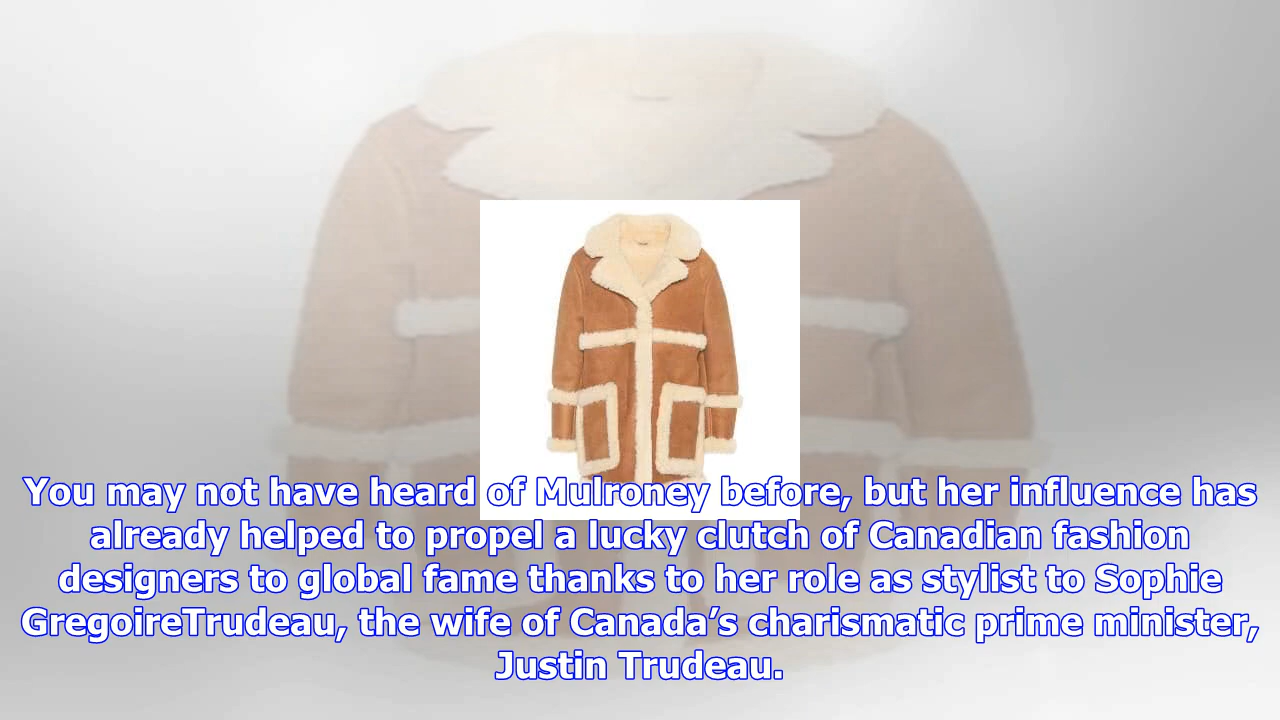 You may not have heard of Mulroney before, but her influence has
already helped to propel a lucky clutch of Canadian fashion
designers to global fame thanks to her role as stylist to Sophie
GregoireTrudeau, the wife of Canada’s charismatic prime minister,
Justin Trudeau.